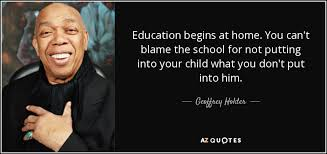 Education begins at home. You can't
blame the school for not putting
into your child what you don't put
into him.
Geoffrey Holder
AZ QUOTES